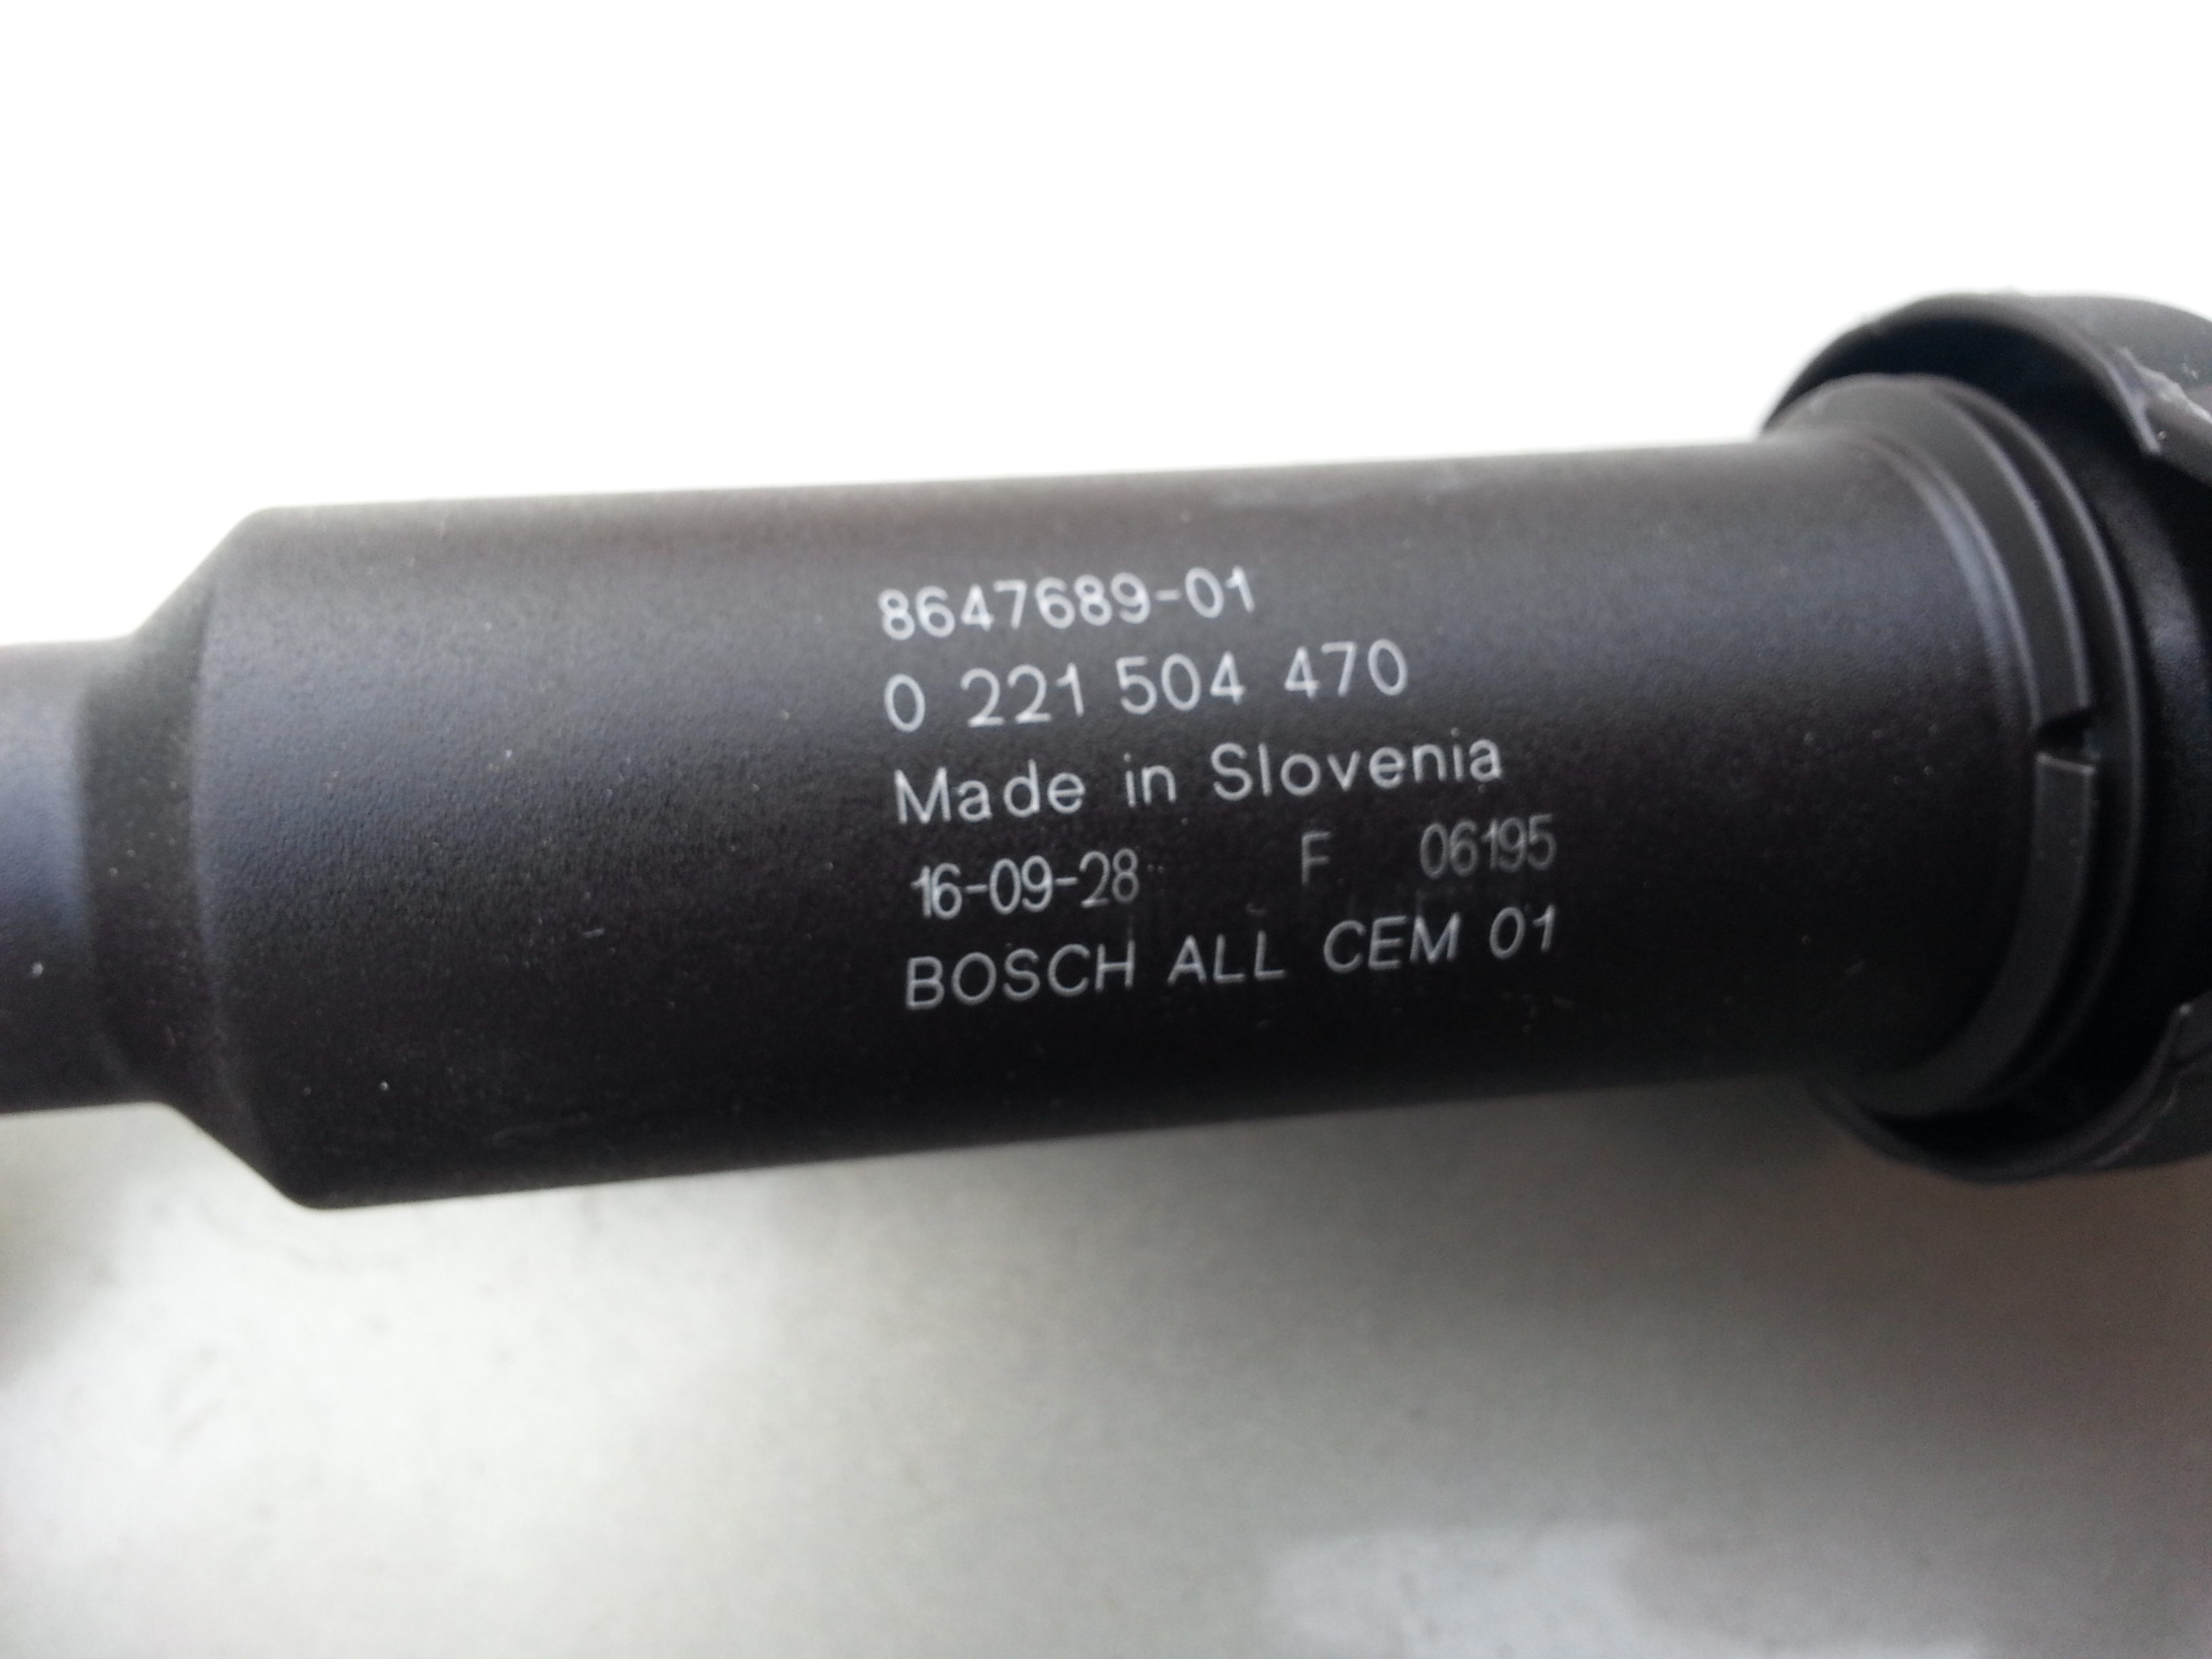 8647689-01
0 221 504 470
Made in Slovenia
16-09-28 F 06195
BOSCH ALL CEM 01